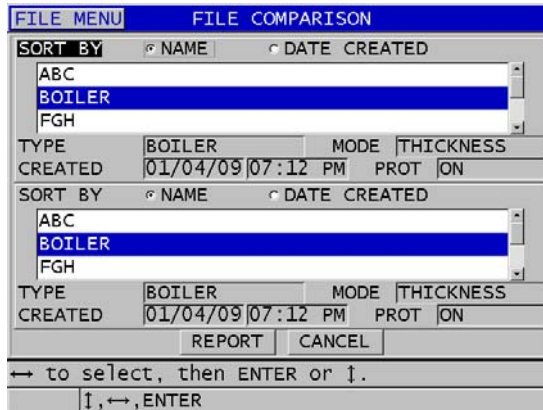 FILE MENU FILE COMPARISON
SORT BY NAME DATE CREATED
ABC
BOILER
FGH
TYPE BOILER MODE THICKNESS
CREATED 01/04/09 07:12 PM PROT ON
SORT BY NAME DATE CREATED
ABC
BOILER
FGH
TYPE BOILER MODE THICKNESS
CREATED 01/04/09 07:12 PM PROT ON
REPORT CANCEL
↔ to select, then ENTER or ↕.
↕,↔,ENTER